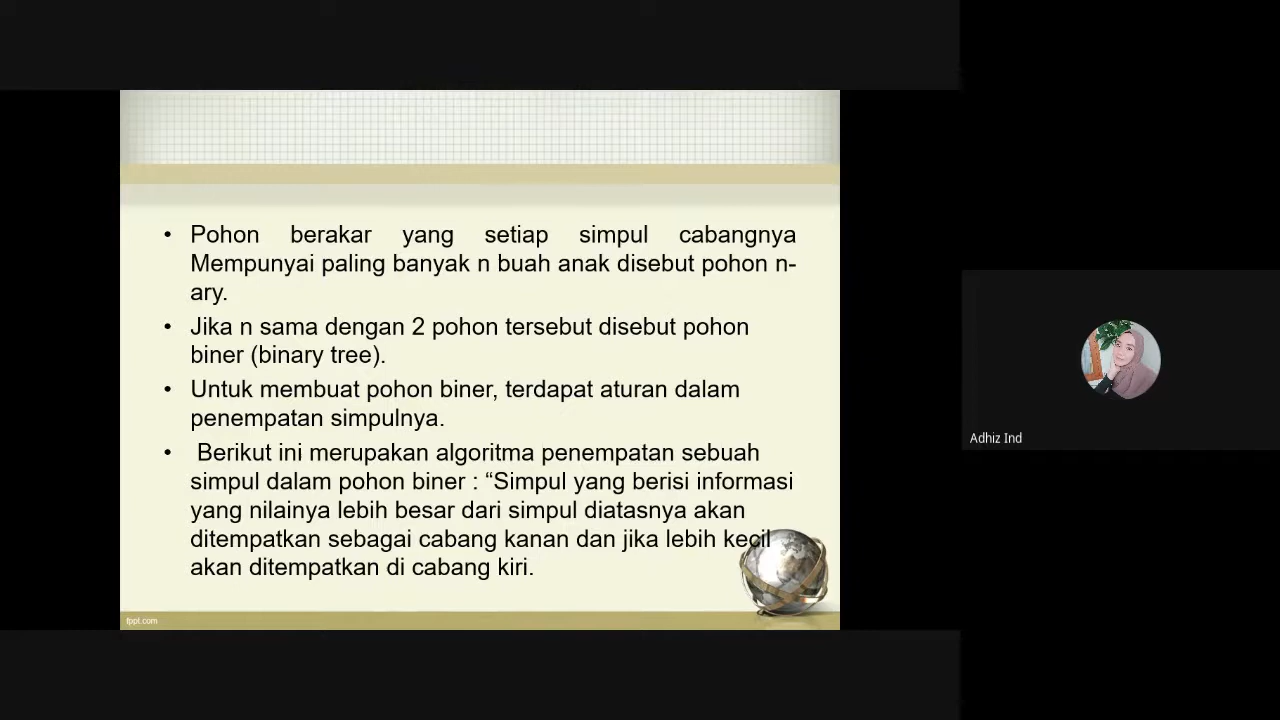 • Pohon berakar yang setiap simpul cabangnya
Mempunyai paling banyak n buah anak disebut pohon n-
ary.
• Jika n sama dengan 2 pohon tersebut disebut pohon
biner (binary tree).
• Untuk membuat pohon biner, terdapat aturan dalam
penempatan simpulnya.
• Berikut ini merupakan algoritma penempatan sebuah
simpul dalam pohon biner : “Simpul yang berisi informasi
yang nilainya lebih besar dari simpul diatasnya akan
ditempatkan sebagai cabang kanan dan jika lebih kecil
akan ditempatkan di cabang kiri.
fppt.com
Adhiz Ind